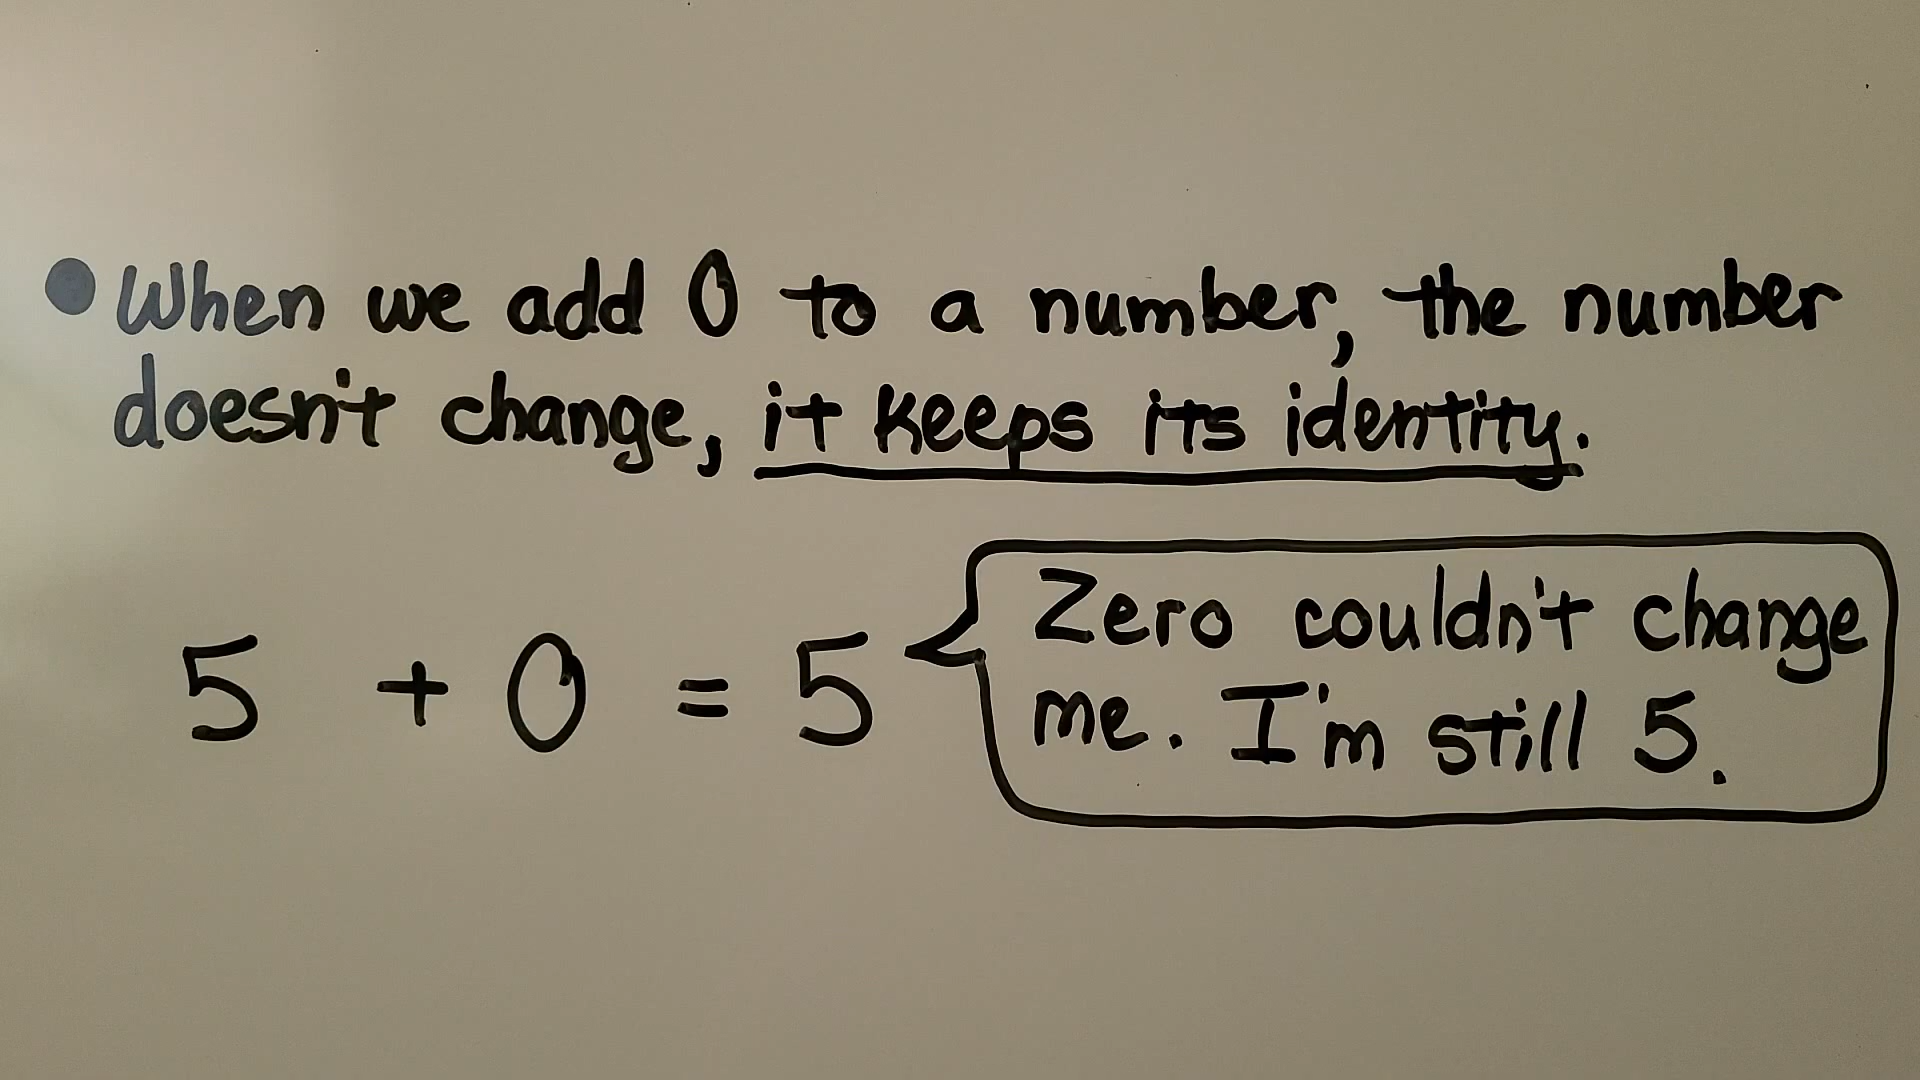 • When we add 0 to a number, the number
doesn't change, it keeps its identity.
5 + 0 = 5
Zero couldn't change
me. I'm still 5.